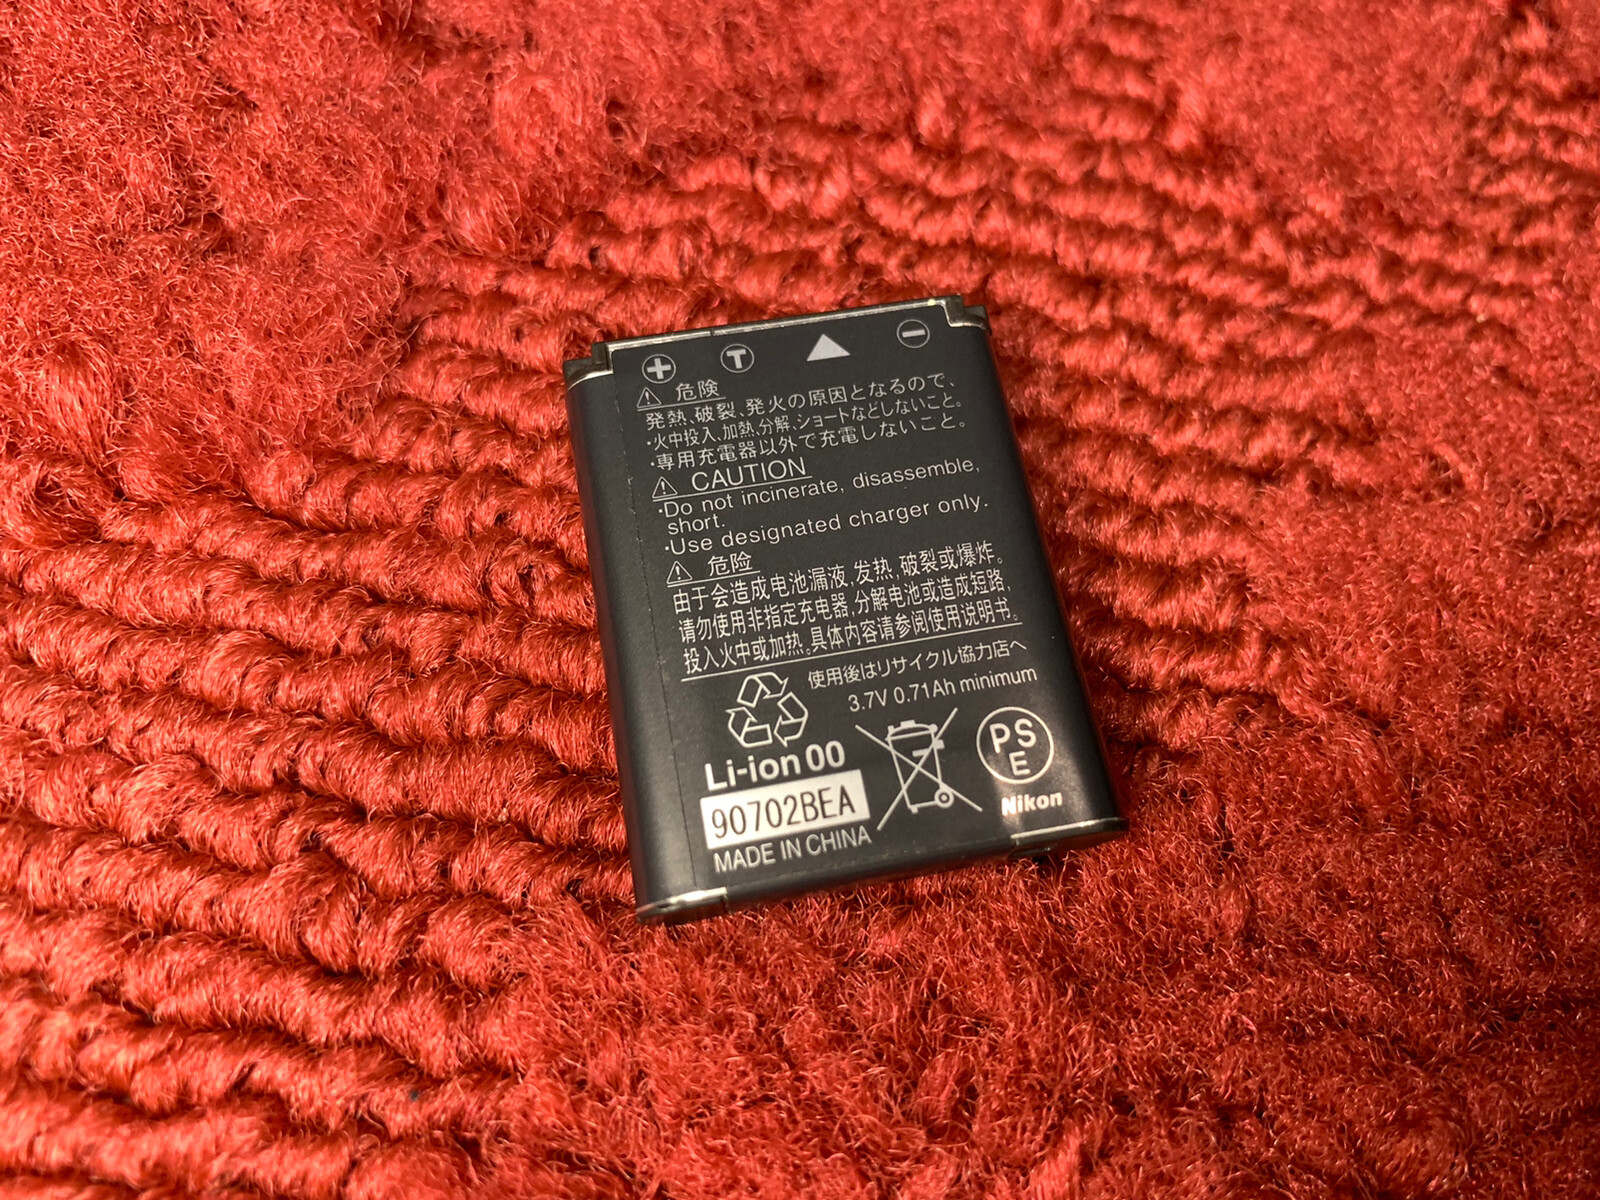 + T −
⚠ 危険
発熱、破裂、発火の原因となるので、
・火中投入、加熱、分解、ショートなどしないこと。
・専用充電器以外で充電しないこと。
⚠ CAUTION
·Do not incinerate, disassemble,
short.
·Use designated charger only.
⚠ 危险
由于会造成电池漏液,发热,破裂或爆炸。
请勿使用非指定充电器,分解电池或造成短路,
投入火中或加热。具体内容请参阅使用说明书。
使用後はリサイクル協力店へ
3.7V 0.71Ah minimum
Li-ion 00
PS
E
90702BEA
Nikon
MADE IN CHINA